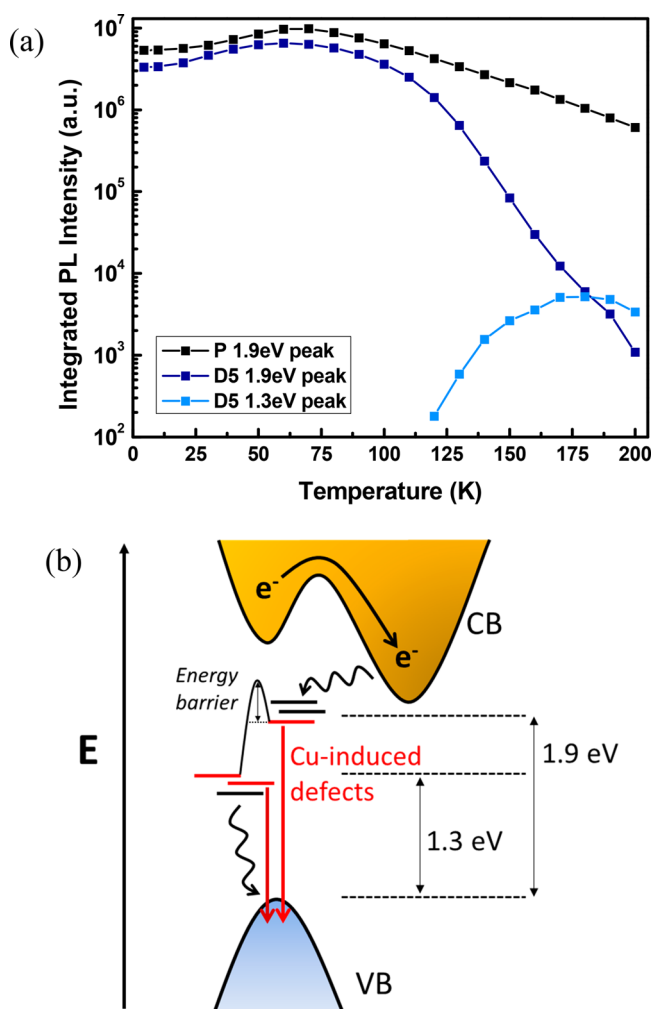 (a)
Integrated PL Intensity (a.u.)
10^7
10^6
10^5
10^4
10^3
10^2
P 1.9eV peak
D5 1.9eV peak
D5 1.3eV peak
0 25 50 75 100 125 150 175 200
Temperature (K)
(b)
E
e-
e-
CB
Energy
barrier
Cu-induced
defects
1.9 eV
1.3 eV
VB